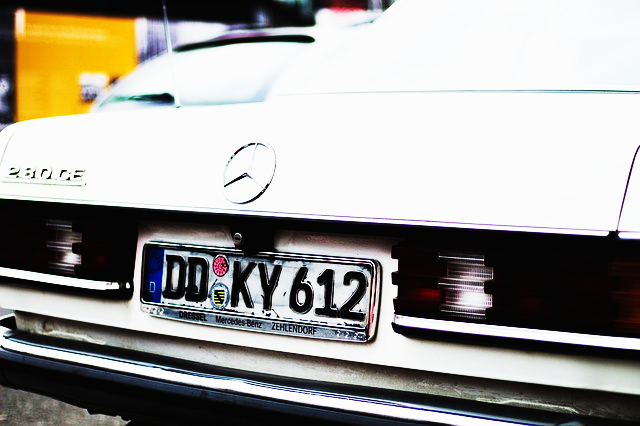 280 CE
D
DD KY 612
DRESSEL Mercedes-Benz ZEHLENDORF